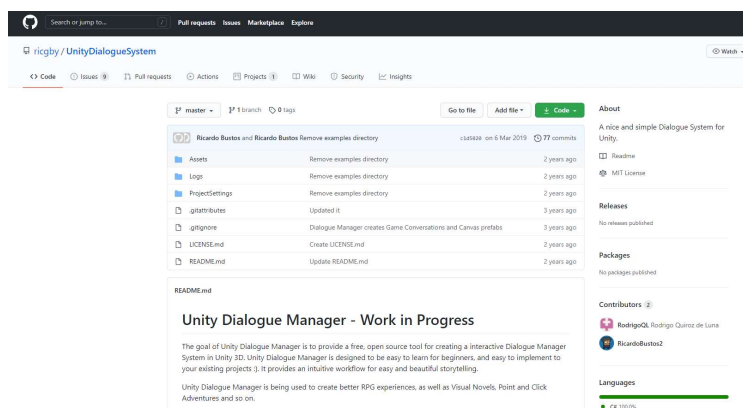 Search or jump to... /
Pull requests Issues Marketplace Explore
ricgby / UnityDialogueSystem
Watch
<> Code Issues 9 Pull requests Actions Projects 1 Wiki Security Insights
master 1 branch 0 tags Go to file Add file Code
Ricardo Bustos and Ricardo Bustos Remove examples directory on 6 Mar 2019 77 commits
Assets Remove examples directory 2 years ago
Logs Remove examples directory 2 years ago
ProjectSettings Remove examples directory 2 years ago
.gitattributes Updated it 3 years ago
.gitignore Dialogue Manager creates Game Conversations and Canvas prefabs 3 years ago
LICENSE.md Create LICENSE.md 2 years ago
README.md Update README.md 2 years ago
README.md
Unity Dialogue Manager - Work in Progress
The goal of Unity Dialogue Manager is to provide a free, open source tool for creating a interactive Dialogue Manager
System in Unity 3D. Unity Dialogue Manager is designed to be easy to learn for beginners, and easy to implement to
your existing projects :). It provides an intuitive workflow for easy and beautiful storytelling.
Unity Dialogue Manager is being used to create better RPG experiences, as well as Visual Novels, Point and Click
Adventures and so on.
About
A nice and simple Dialogue System for
Unity.
Readme
MIT License
Releases
No releases published
Packages
No packages published
Contributors 2
RodrigoQL Rodrigo Quiroz de Luna
RicardoBustos2
Languages
C# 100.0%